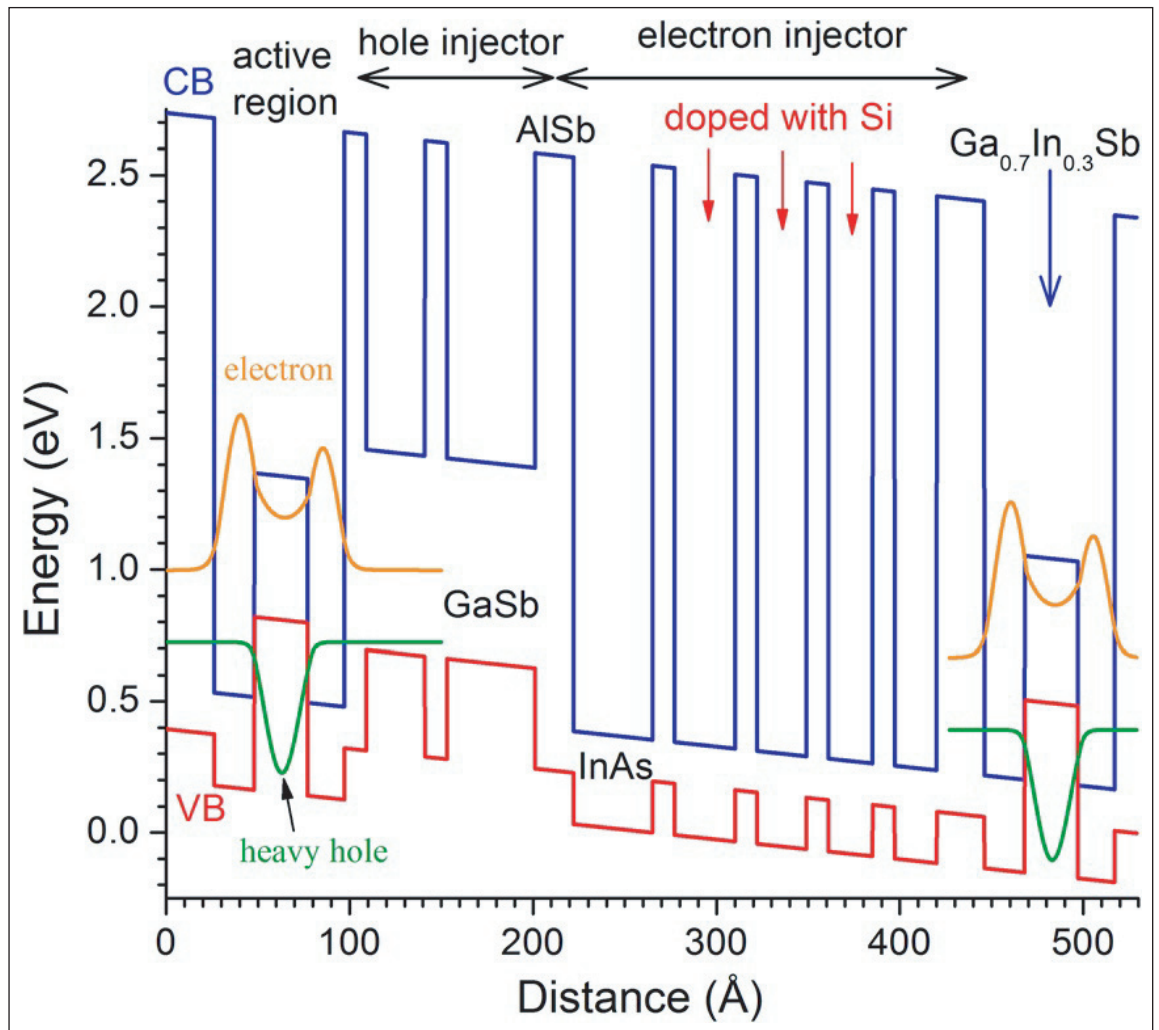 hole injector
electron injector
active
region
CB
AlSb
doped with Si
Ga0.7In0.3Sb
2.5
2.0
electron
1.5
1.0
GaSb
0.5
InAs
VB
0.0
heavy hole
0
100
200
300
400
500
Energy (eV)
Distance (Å)